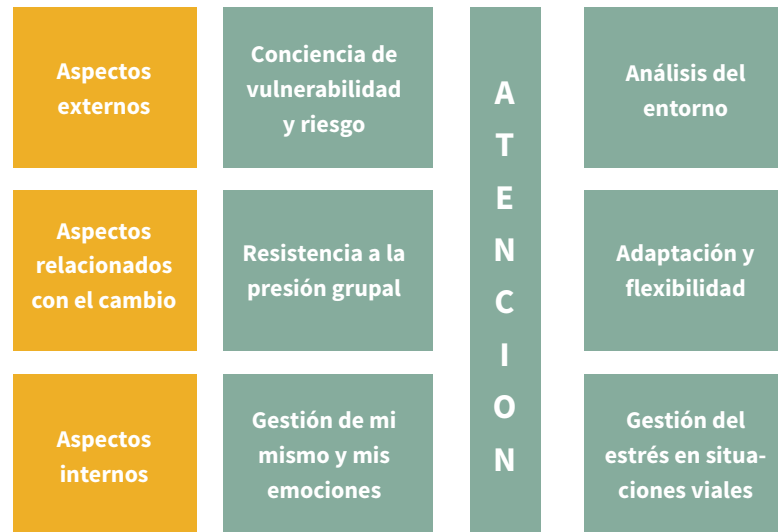 Aspectos
externos
Conciencia de
vulnerabilidad
y riesgo
Análisis del
entorno
Aspectos
relacionados
con el cambio
Resistencia a la
presión grupal
Adaptación y
flexibilidad
Aspectos
internos
Gestión de mi
mismo y mis
emociones
Gestión del
estrés en situa-
ciones viales
A
T
E
N
C
I
O
N